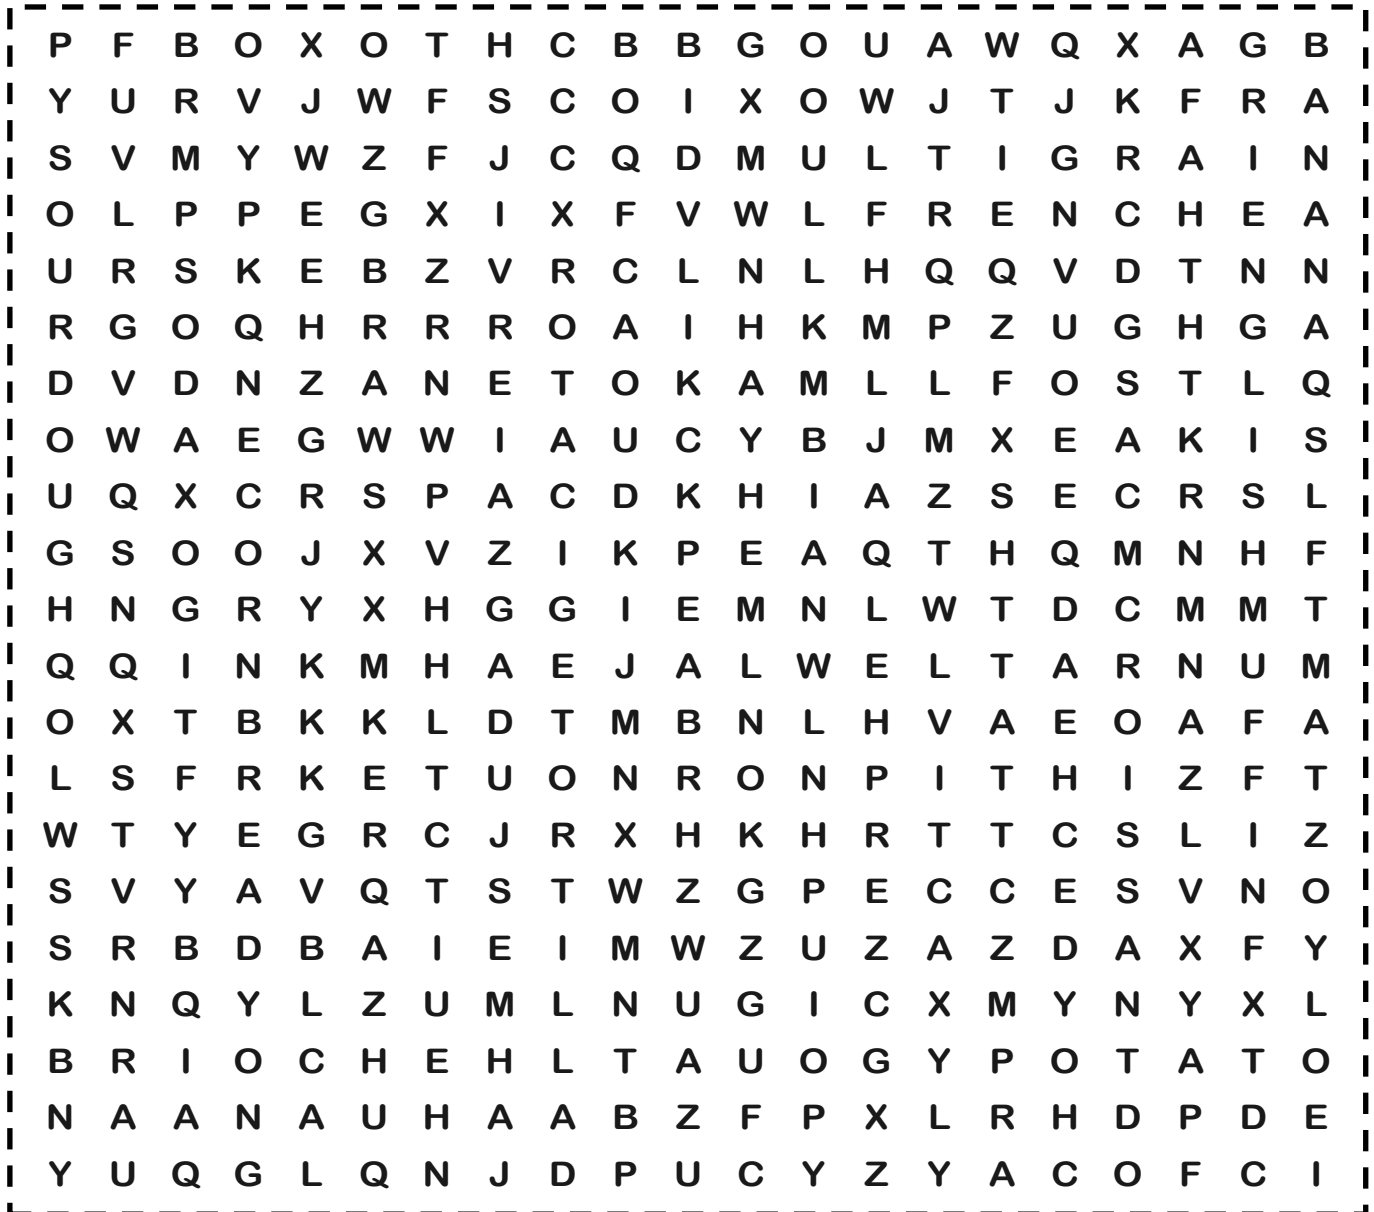 P F B O X O T H C B B G O U A W Q X A G B
Y U R V J W F S C O I X O W J T J K F R A
S V M Y W Z F J C Q D M U L T I G R A I N
O L P P E G X I X F V W L F R E N C H E A
U R S K E B Z V R C L N L H Q Q V D T N N
R G O Q H R R R O A I H K M P Z U G H G A
D V D N Z A N E T O K A M L L F O S T L Q
O W A E G W W I A U C Y B J M X E A K I S
U Q X C R S P A C D K H I A Z S E C R S L
G S O O J X V Z I K P E A Q T H Q M N H F
H N G R Y X H G G I E M N L W T D C M M T
Q Q I N K M H A E J A L W E L T A R N U M
O X T B K K L D T M B N L H V A E O A F A
L S F R K E T U O N R O N P I T H I Z F T
W T Y E G R C J R X H K H R T T C S L I Z
S V Y A V Q T S T W Z G P E C C E S V N O
S R B D B A I E I M W Z U Z A Z D A X F Y
K N Q Y L Z U M L N U G I C X M Y N Y X L
B R I O C H E H L T A U O G Y P O T A T O
N A A N A U H A A B Z F P X L R H D P D E
Y U Q G L Q N J D P U C Y Z Y A C O F C I